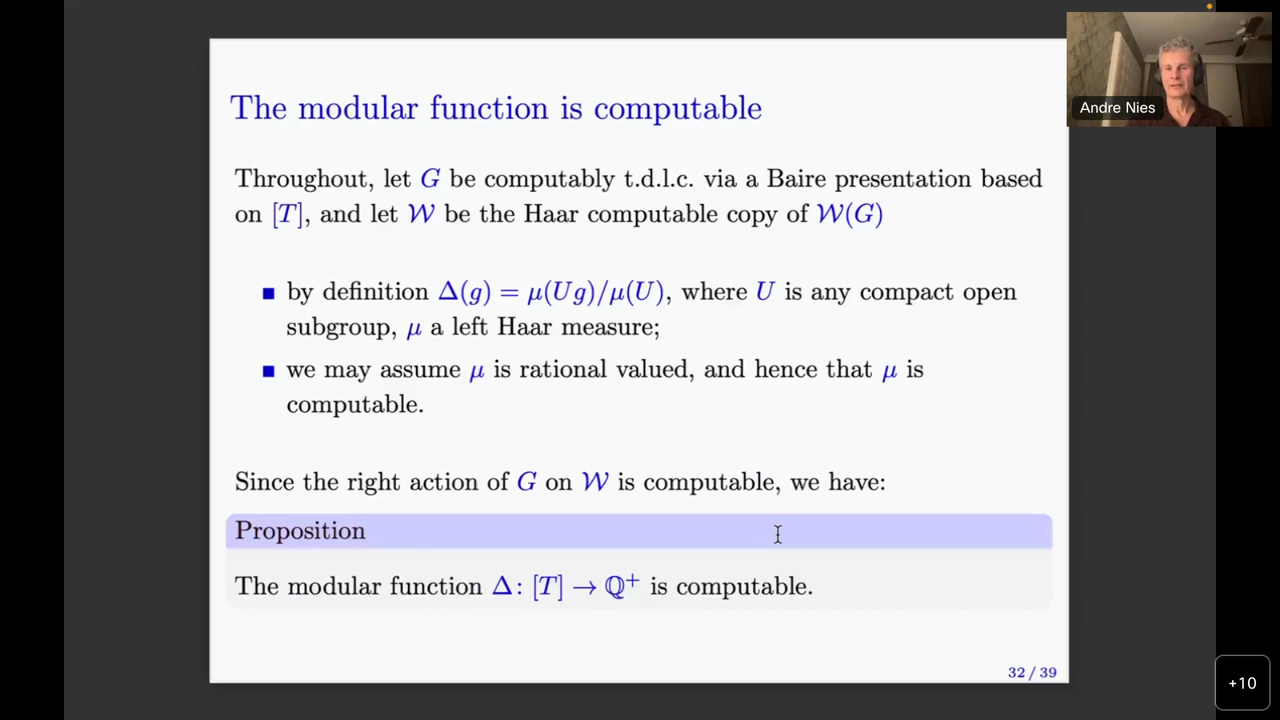 The modular function is computable
Andre Nies
Throughout, let G be computably t.d.l.c. via a Baire presentation based
on [T], and let 𝒲 be the Haar computable copy of 𝒲(G)
■ by definition Δ(g) = μ(Ug)/μ(U), where U is any compact open
subgroup, μ a left Haar measure;
■ we may assume μ is rational valued, and hence that μ is
computable.
Since the right action of G on 𝒲 is computable, we have:
Proposition
The modular function Δ: [T] → ℚ⁺ is computable.
32 / 39
+10